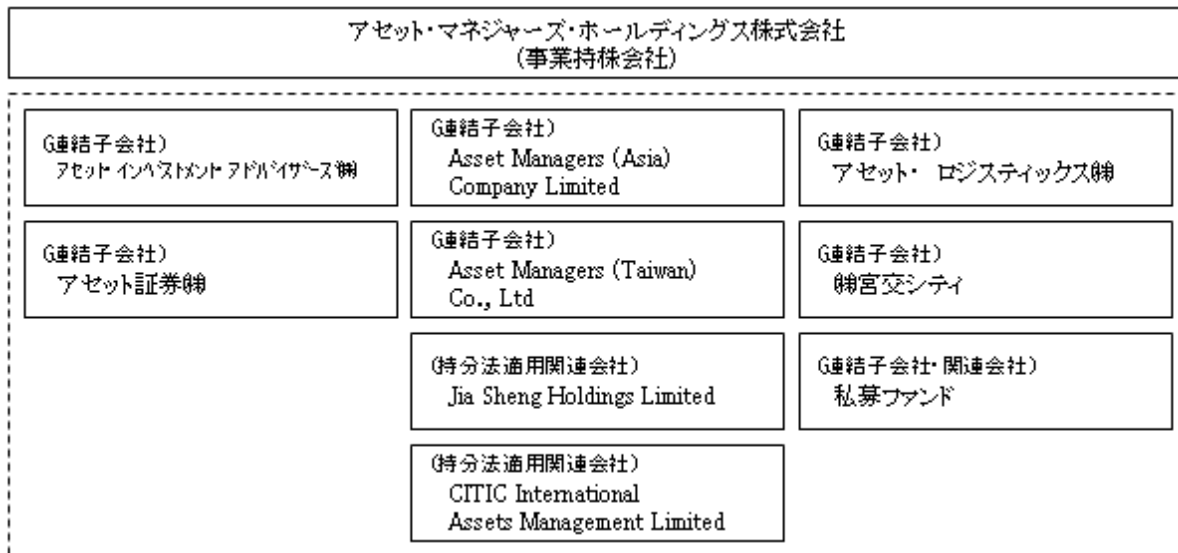 アセット・マネジャーズ・ホールディングス株式会社
(事業持株会社)
(連結子会社)
アセット・インベストメント・アドバイザーズ㈱
(連結子会社)
アセット証券㈱
(連結子会社)
Asset Managers (Asia)
Company Limited
(連結子会社)
Asset Managers (Taiwan)
Co., Ltd
(持分法適用関連会社)
Jia Sheng Holdings Limited
(持分法適用関連会社)
CITIC International
Assets Management Limited
(連結子会社)
アセット・ ロジスティックス㈱
(連結子会社)
㈱宮交シティ
(連結子会社・関連会社)
私募ファンド